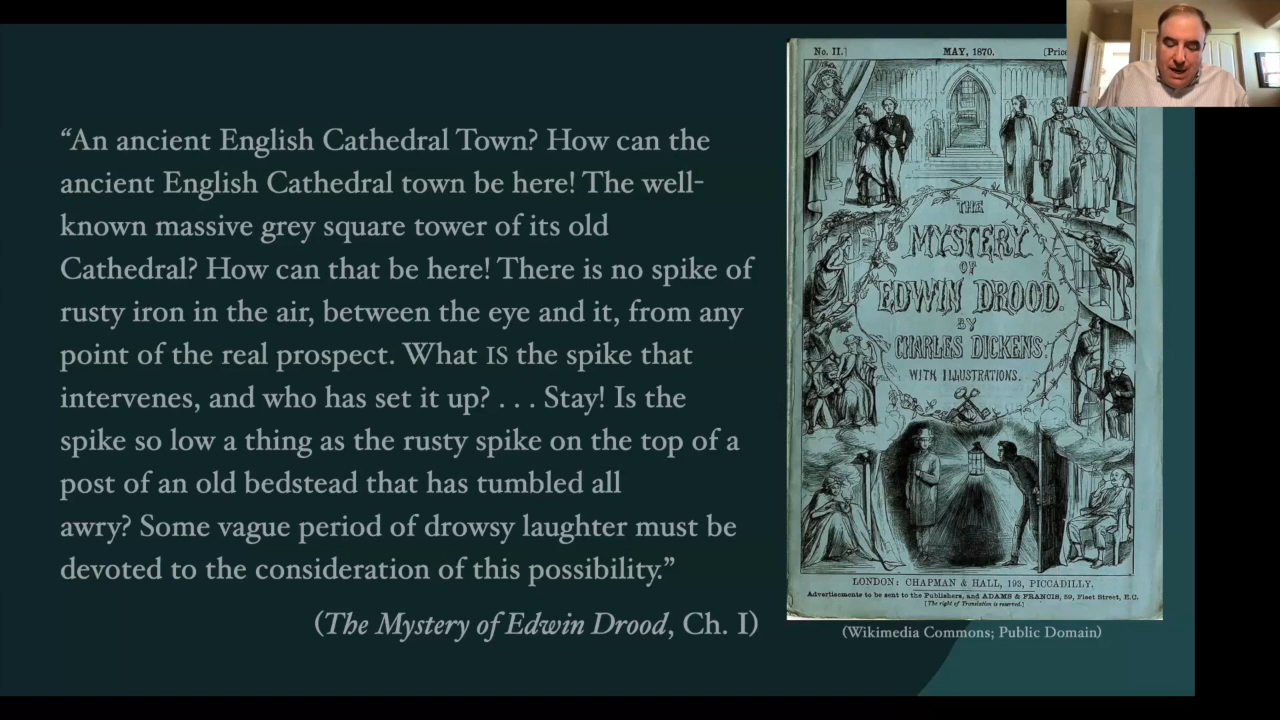 “An ancient English Cathedral Town? How can the
ancient English Cathedral town be here! The well-
known massive grey square tower of its old
Cathedral? How can that be here! There is no spike of
rusty iron in the air, between the eye and it, from any
point of the real prospect. What IS the spike that
intervenes, and who has set it up? . . . Stay! Is the
spike so low a thing as the rusty spike on the top of a
post of an old bedstead that has tumbled all
awry? Some vague period of drowsy laughter must be
devoted to the consideration of this possibility.”
(The Mystery of Edwin Drood, Ch. I)
No. II.]
MAY, 1870.
THE
MYSTERY
OF
EDWIN DROOD.
BY
CHARLES DICKENS.
WITH ILLUSTRATIONS.
LONDON: CHAPMAN & HALL, 193, PICCADILLY.
Advertisements to be sent to the Publishers, and ADAMS & FRANCIS, 59, Fleet Street, E.C.
[The right of Translation is reserved.]
(Wikimedia Commons; Public Domain)